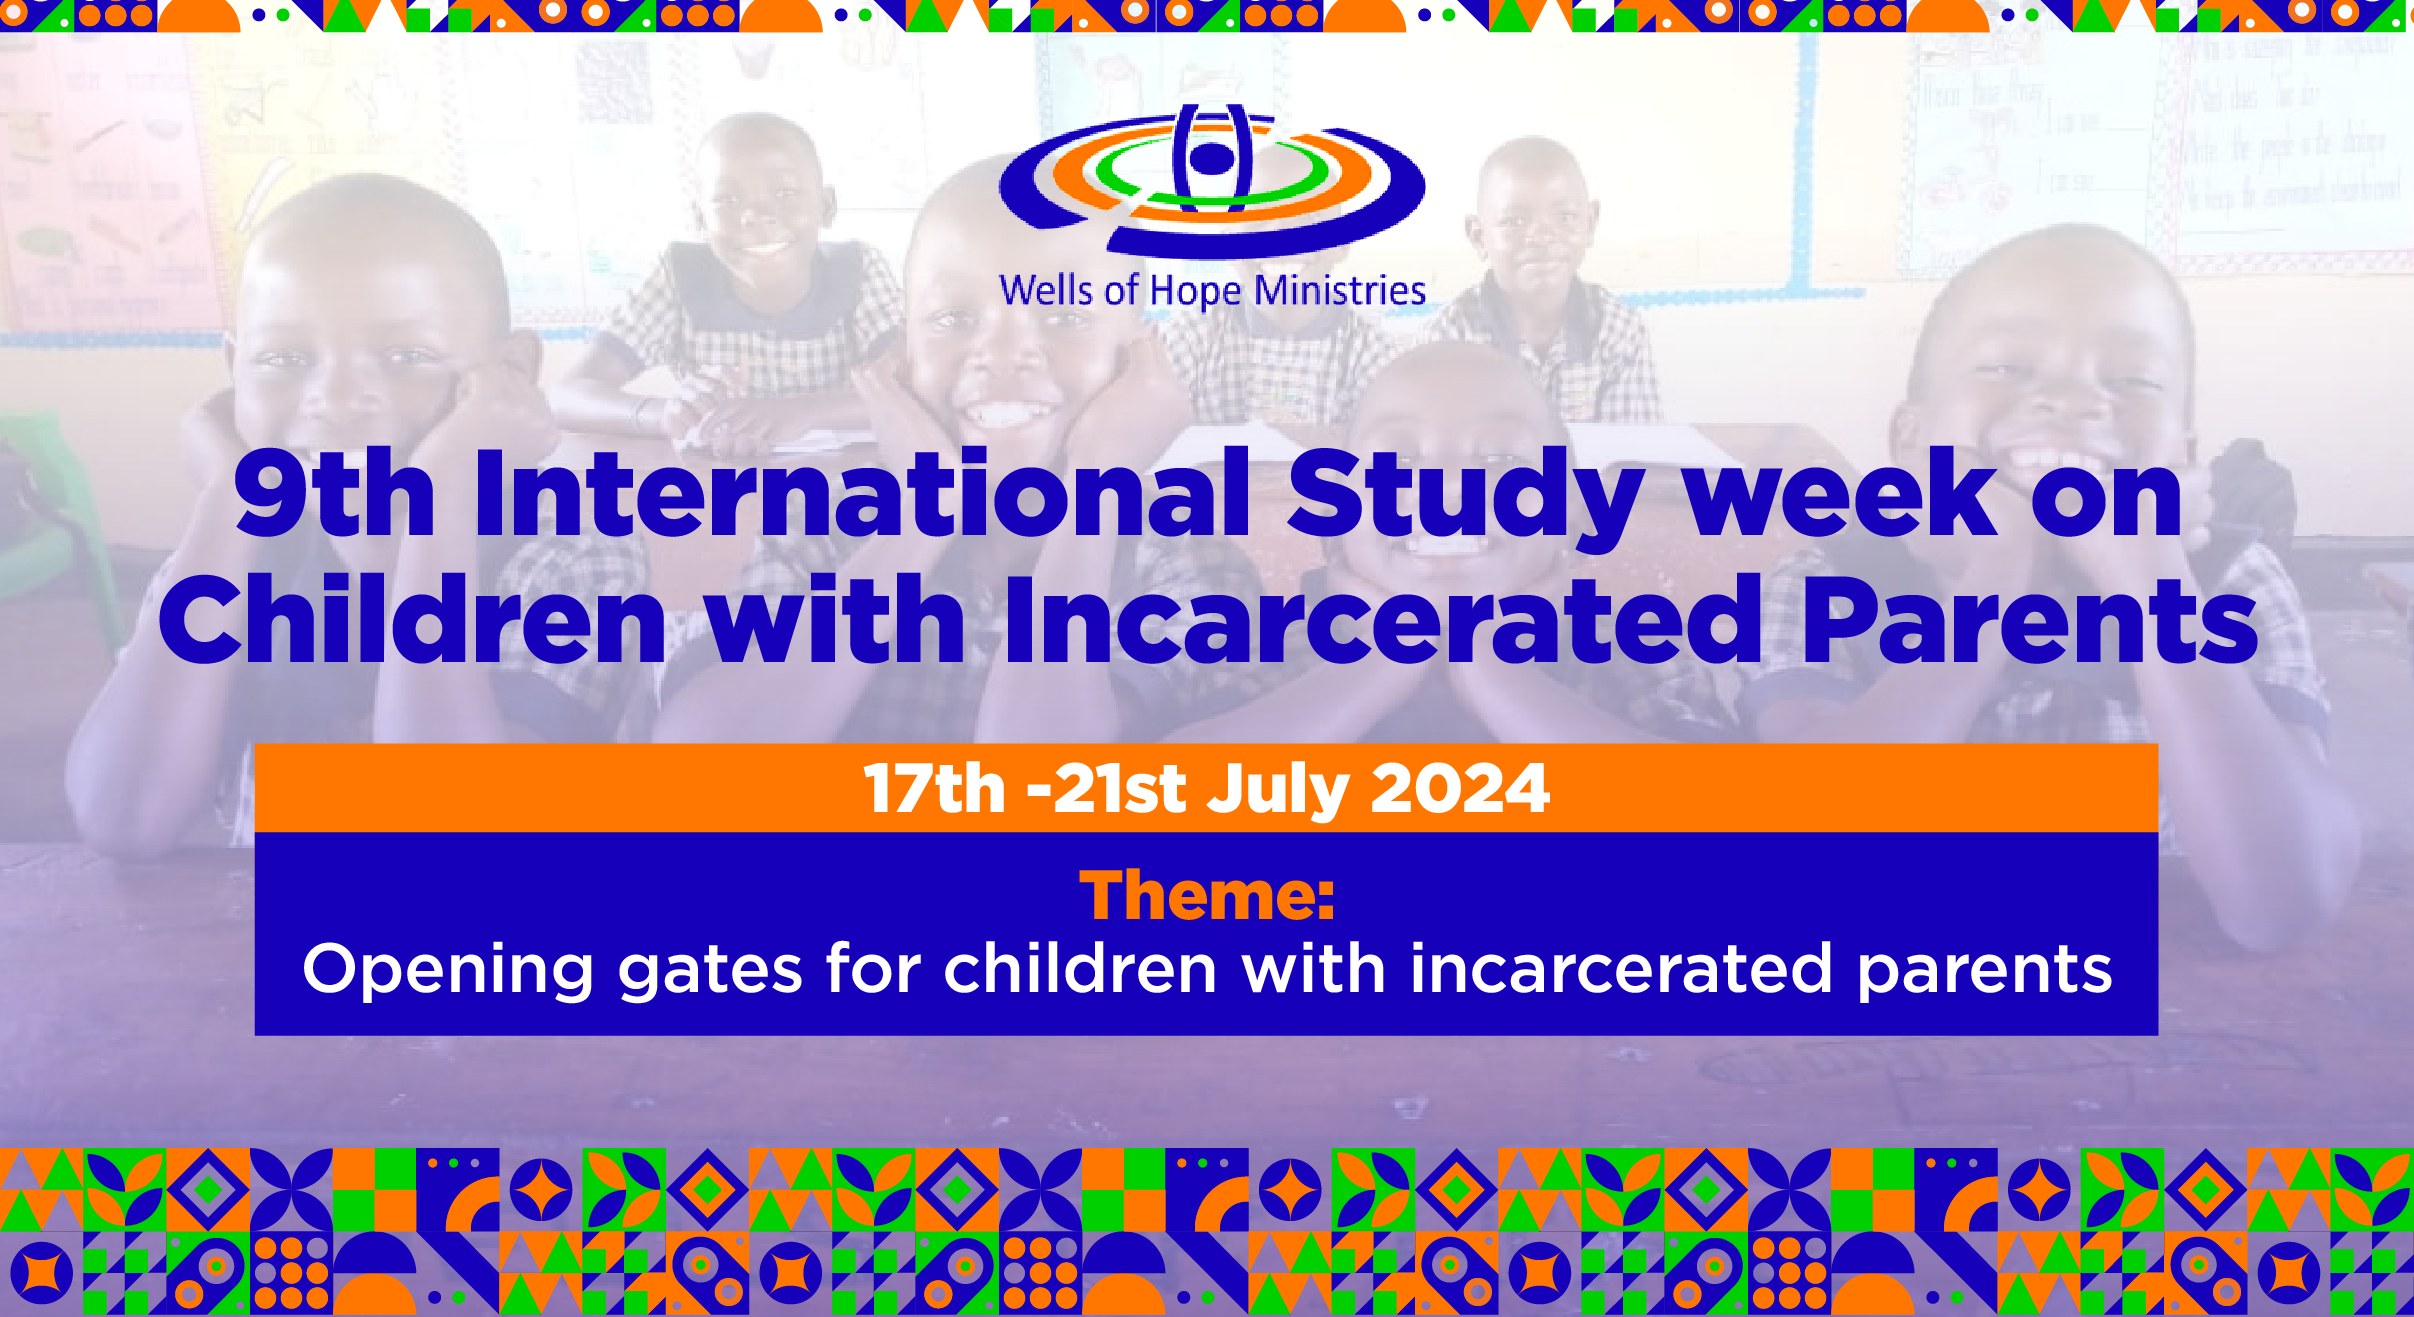 Wells of Hope Ministries
9th International Study week on
Children with Incarcerated Parents
17th -21st July 2024
Theme:
Opening gates for children with incarcerated parents